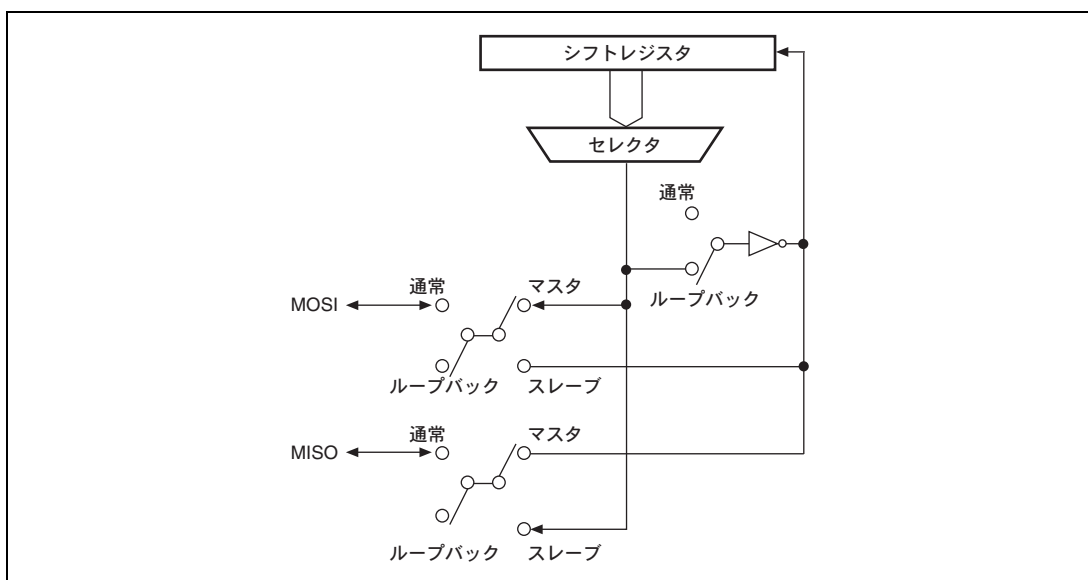 シフトレジスタ
セレクタ
通常
ループバック
MOSI
通常
マスタ
ループバック
スレーブ
MISO
通常
マスタ
ループバック
スレーブ